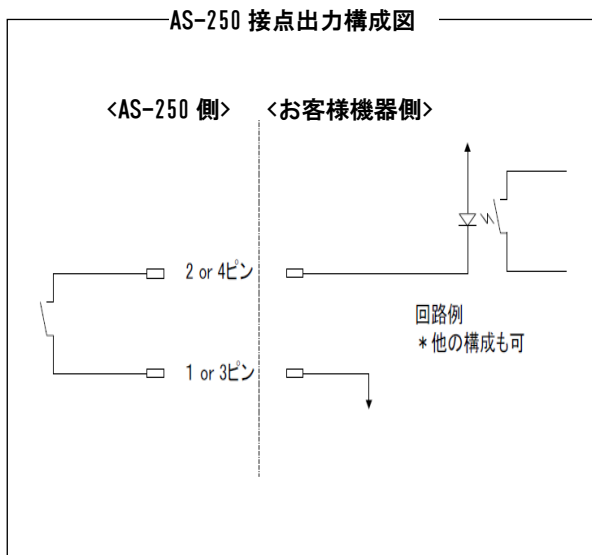 AS-250 接点出力構成図
<AS-250 側> <お客様機器側>
2 or 4ピン
回路例
*他の構成も可
1 or 3ピン